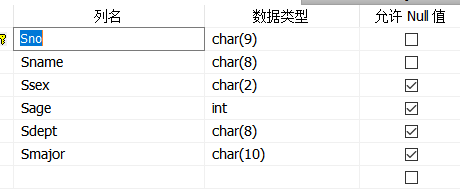 列名 数据类型 允许 Null 值
Sno char(9)
Sname char(8)
Ssex char(2)
Sage int
Sdept char(8)
Smajor char(10)